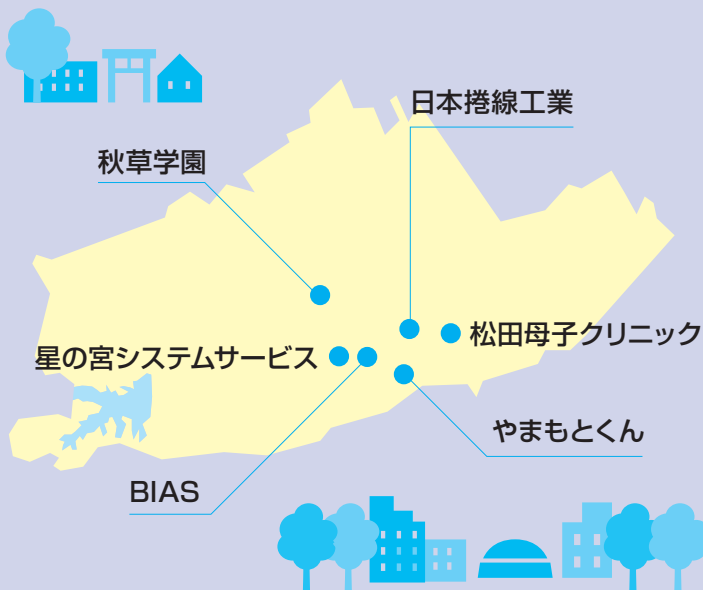 日本捲線工業
秋草学園
松田母子クリニック
星の宮システムサービス
やまもとくん
BIAS